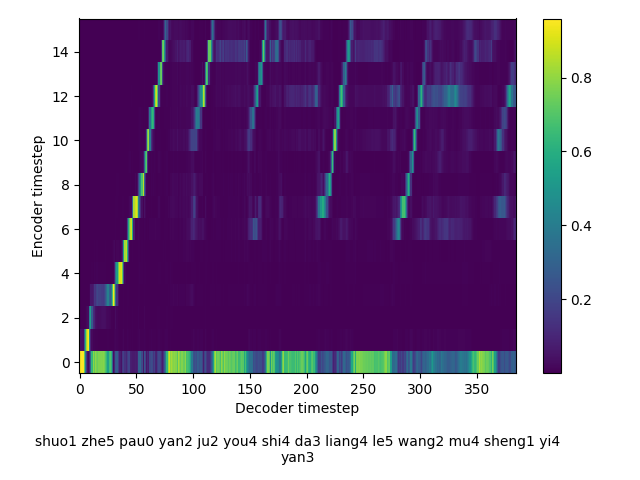 14
12
10
8
6
4
2
0
Encoder timestep
0 50 100 150 200 250 300 350
Decoder timestep
0.8
0.6
0.4
0.2
shuo1 zhe5 pau0 yan2 ju2 you4 shi4 da3 liang4 le5 wang2 mu4 sheng1 yi4
yan3